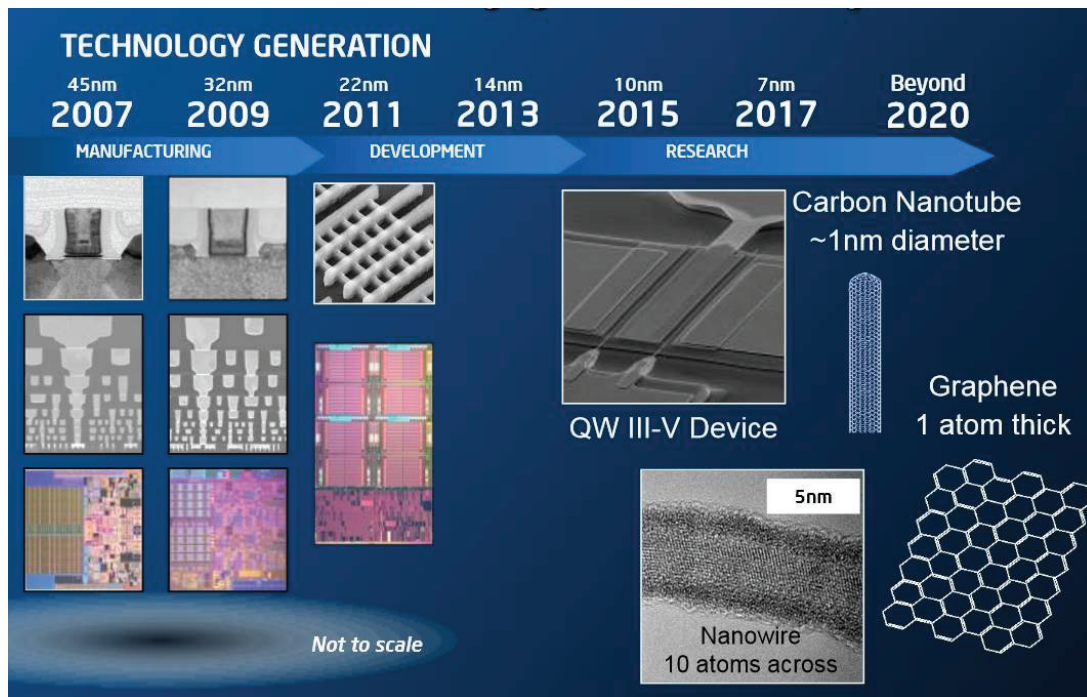 TECHNOLOGY GENERATION
45nm 32nm 22nm 14nm 10nm 7nm Beyond
2007 2009 2011 2013 2015 2017 2020
MANUFACTURING DEVELOPMENT RESEARCH
Carbon Nanotube
~1nm diameter
QW III-V Device
Graphene
1 atom thick
5nm
Nanowire
10 atoms across
Not to scale